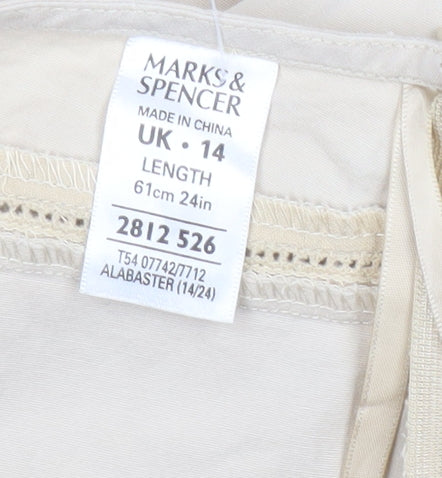 MARKS &
SPENCER
MADE IN CHINA
UK • 14
LENGTH
61cm 24in
2812 526
T54 07742/7712
ALABASTER (14/24)